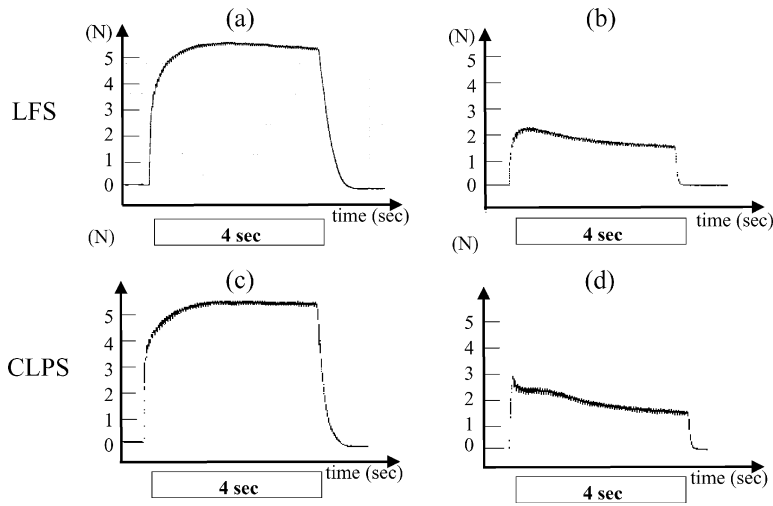 (a)
(b)
(N)
5
4
3
2
1
0
LFS
time (sec)
4 sec
(N)
5
4
3
2
1
0
time (sec)
4 sec
(N)
(c)
5
4
3
2
1
0
CLPS
time (sec)
4 sec
(N)
(d)
5
4
3
2
1
0
time (sec)
4 sec